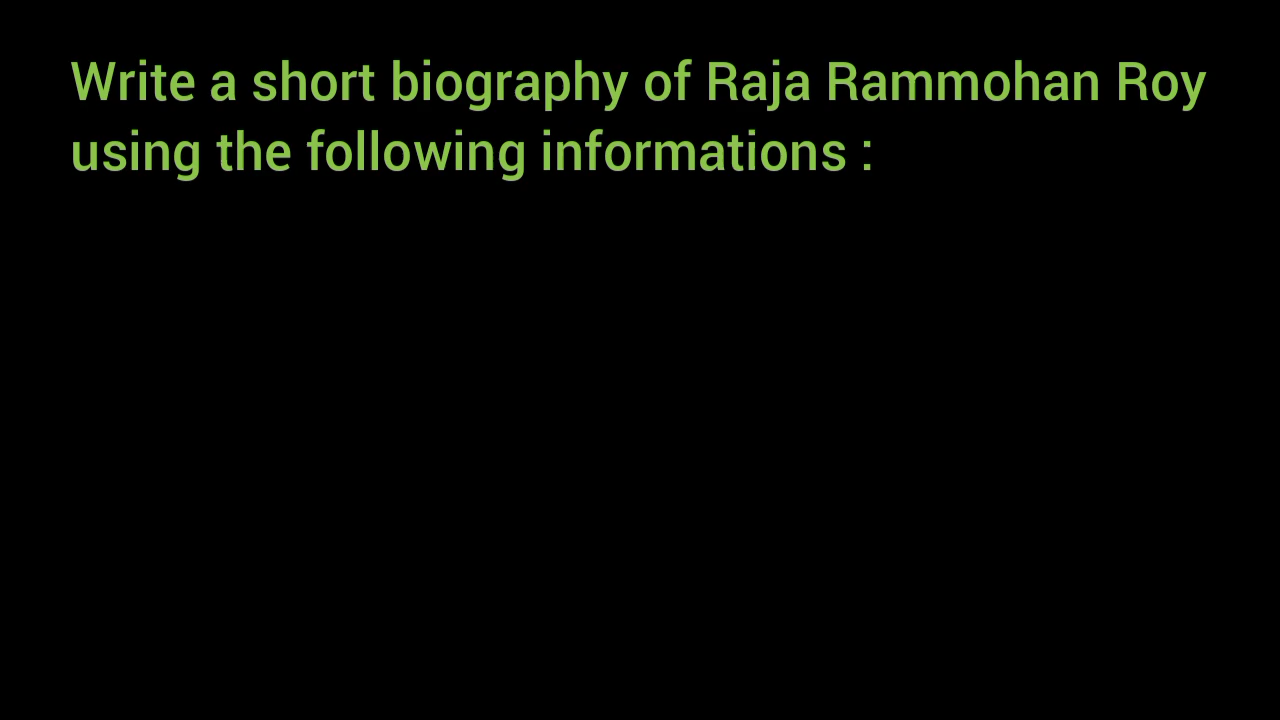 Write a short biography of Raja Rammohan Roy
using the following informations :